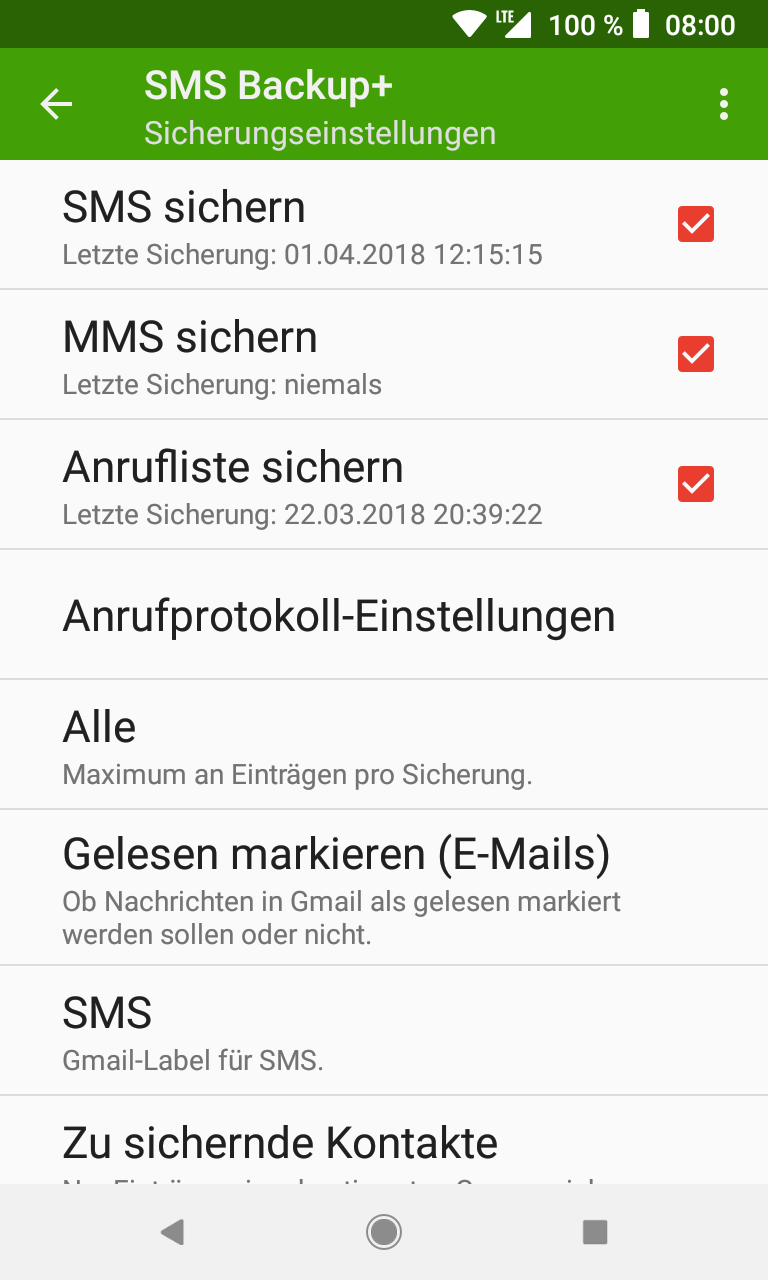 LTE 100 % 08:00
SMS Backup+
Sicherungseinstellungen
SMS sichern
Letzte Sicherung: 01.04.2018 12:15:15
MMS sichern
Letzte Sicherung: niemals
Anrufliste sichern
Letzte Sicherung: 22.03.2018 20:39:22
Anrufprotokoll-Einstellungen
Alle
Maximum an Einträgen pro Sicherung.
Gelesen markieren (E-Mails)
Ob Nachrichten in Gmail als gelesen markiert
werden sollen oder nicht.
SMS
Gmail-Label für SMS.
Zu sichernde Kontakte